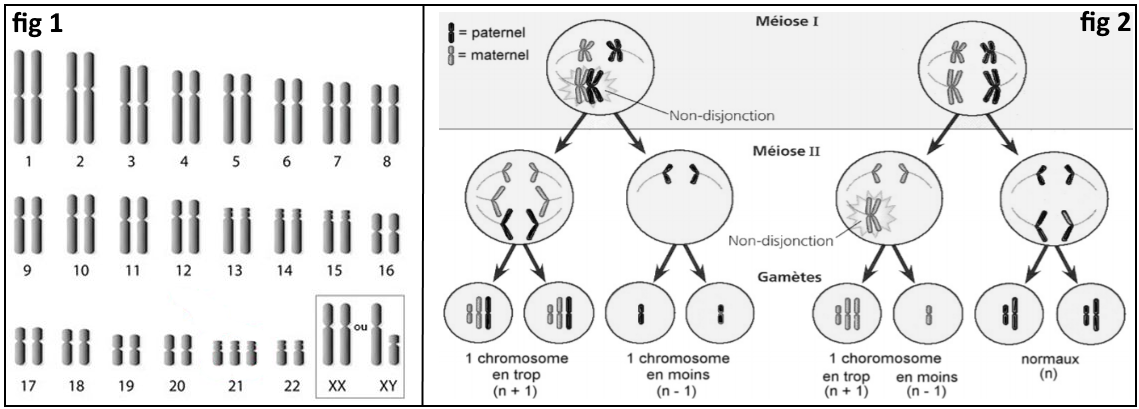 fig 1
1 2 3 4 5 6 7 8
9 10 11 12 13 14 15 16
ou
17 18 19 20 21 22 XX XY
fig 2
Méiose I
= paternel
= maternel
Non-disjonction
Méiose II
Non-disjonction
Gamètes
1 chromosome
en trop
(n + 1)
1 chromosome
en moins
(n - 1)
1 chromosome
en trop en moins
(n + 1) (n - 1)
normaux
(n)